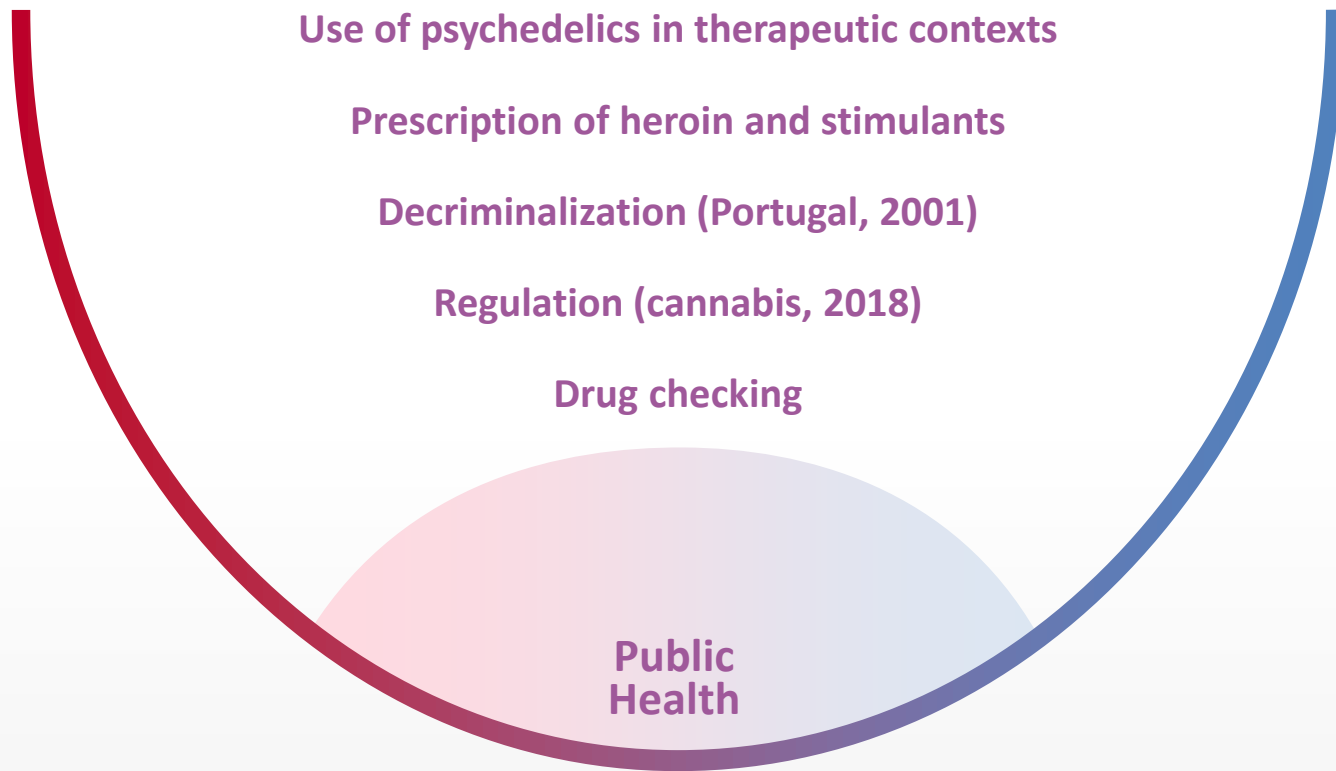 Use of psychedelics in therapeutic contexts
Prescription of heroin and stimulants
Decriminalization (Portugal, 2001)
Regulation (cannabis, 2018)
Drug checking
Public
Health